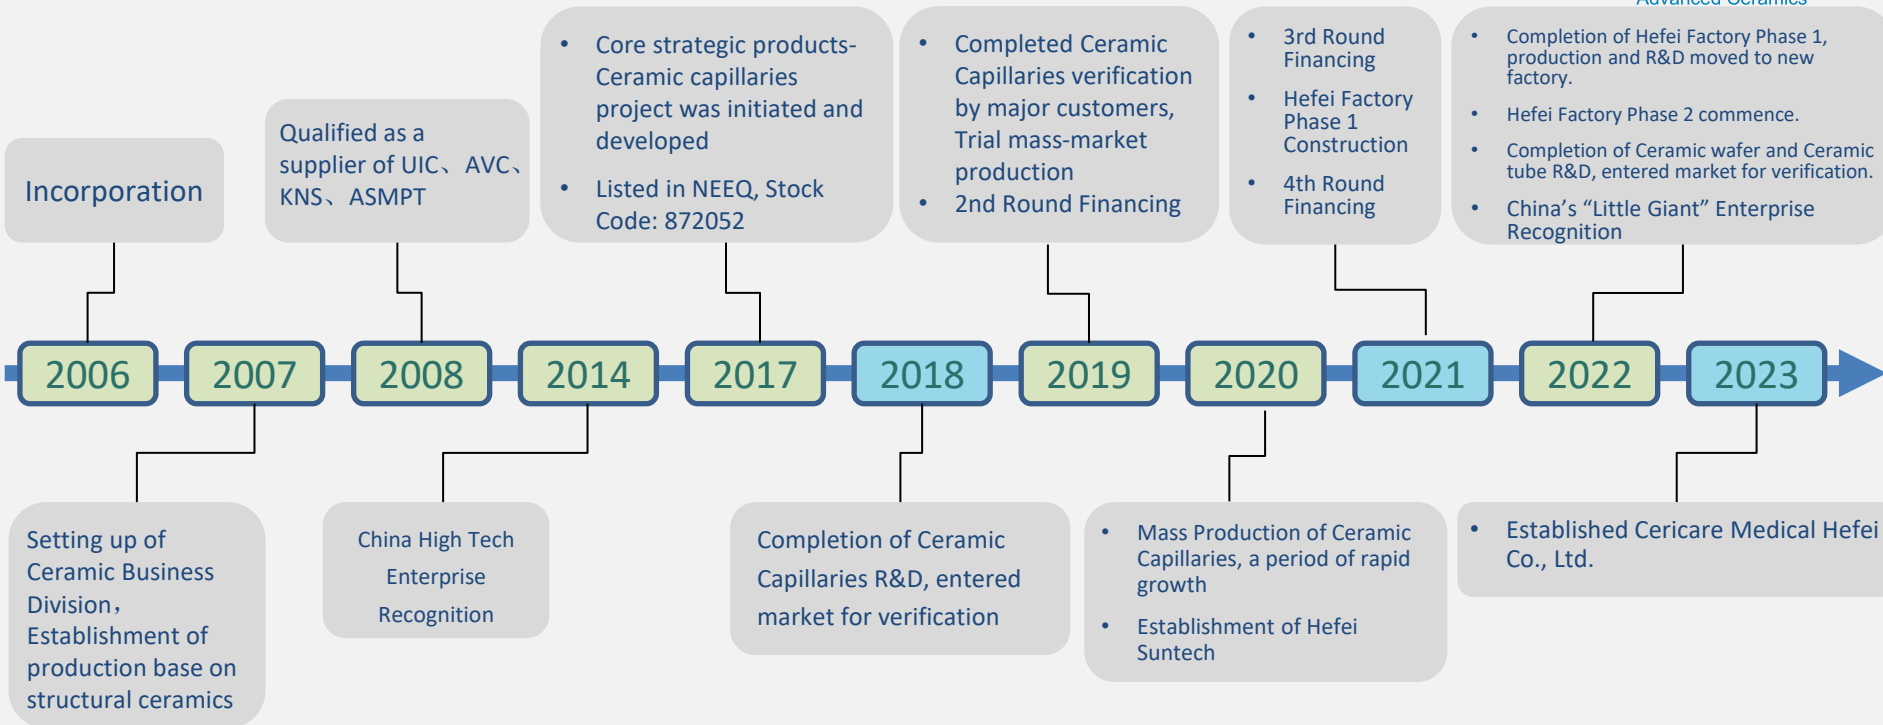 Advanced Ceramics
Incorporation
Qualified as a
supplier of UIC、AVC、
KNS、ASMPT
• Core strategic products-
Ceramic capillaries
project was initiated and
developed
• Listed in NEEQ, Stock
Code: 872052
• Completed Ceramic
Capillaries verification
by major customers,
Trial mass-market
production
• 2nd Round Financing
• 3rd Round
Financing
• Hefei Factory
Phase 1
Construction
• 4th Round
Financing
• Completion of Hefei Factory Phase 1,
production and R&D moved to new
factory.
• Hefei Factory Phase 2 commence.
• Completion of Ceramic wafer and Ceramic
tube R&D, entered market for verification.
• China’s “Little Giant” Enterprise
Recognition
2006 2007 2008 2014 2017 2018 2019 2020 2021 2022 2023
Setting up of
Ceramic Business
Division，
Establishment of
production base on
structural ceramics
China High Tech
Enterprise
Recognition
Completion of Ceramic
Capillaries R&D, entered
market for verification
• Mass Production of Ceramic
Capillaries, a period of rapid
growth
• Establishment of Hefei
Suntech
• Established Cericare Medical Hefei
Co., Ltd.